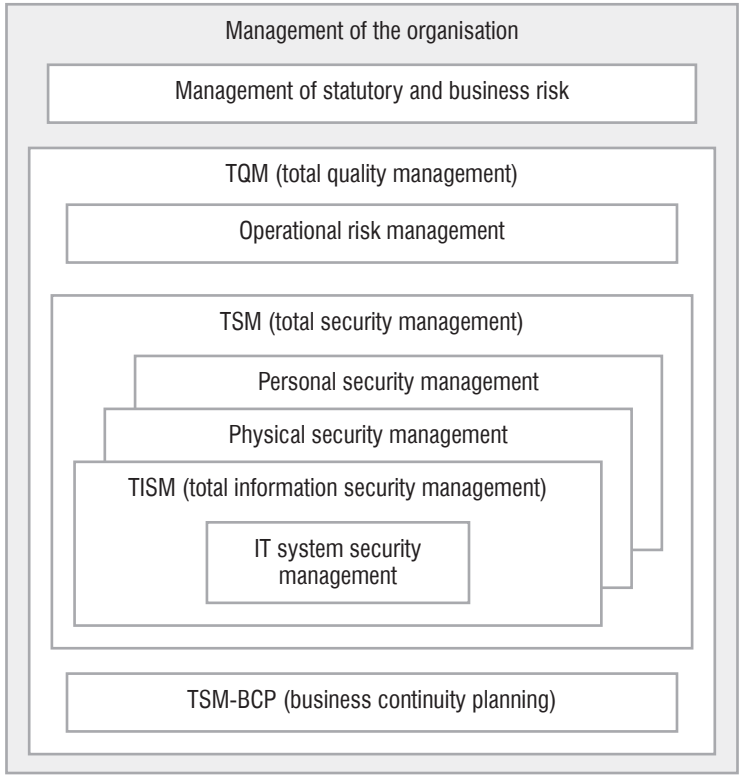 Management of the organisation
Management of statutory and business risk
TQM (total quality management)
Operational risk management
TSM (total security management)
Personal security management
Physical security management
TISM (total information security management)
IT system security
management
TSM-BCP (business continuity planning)